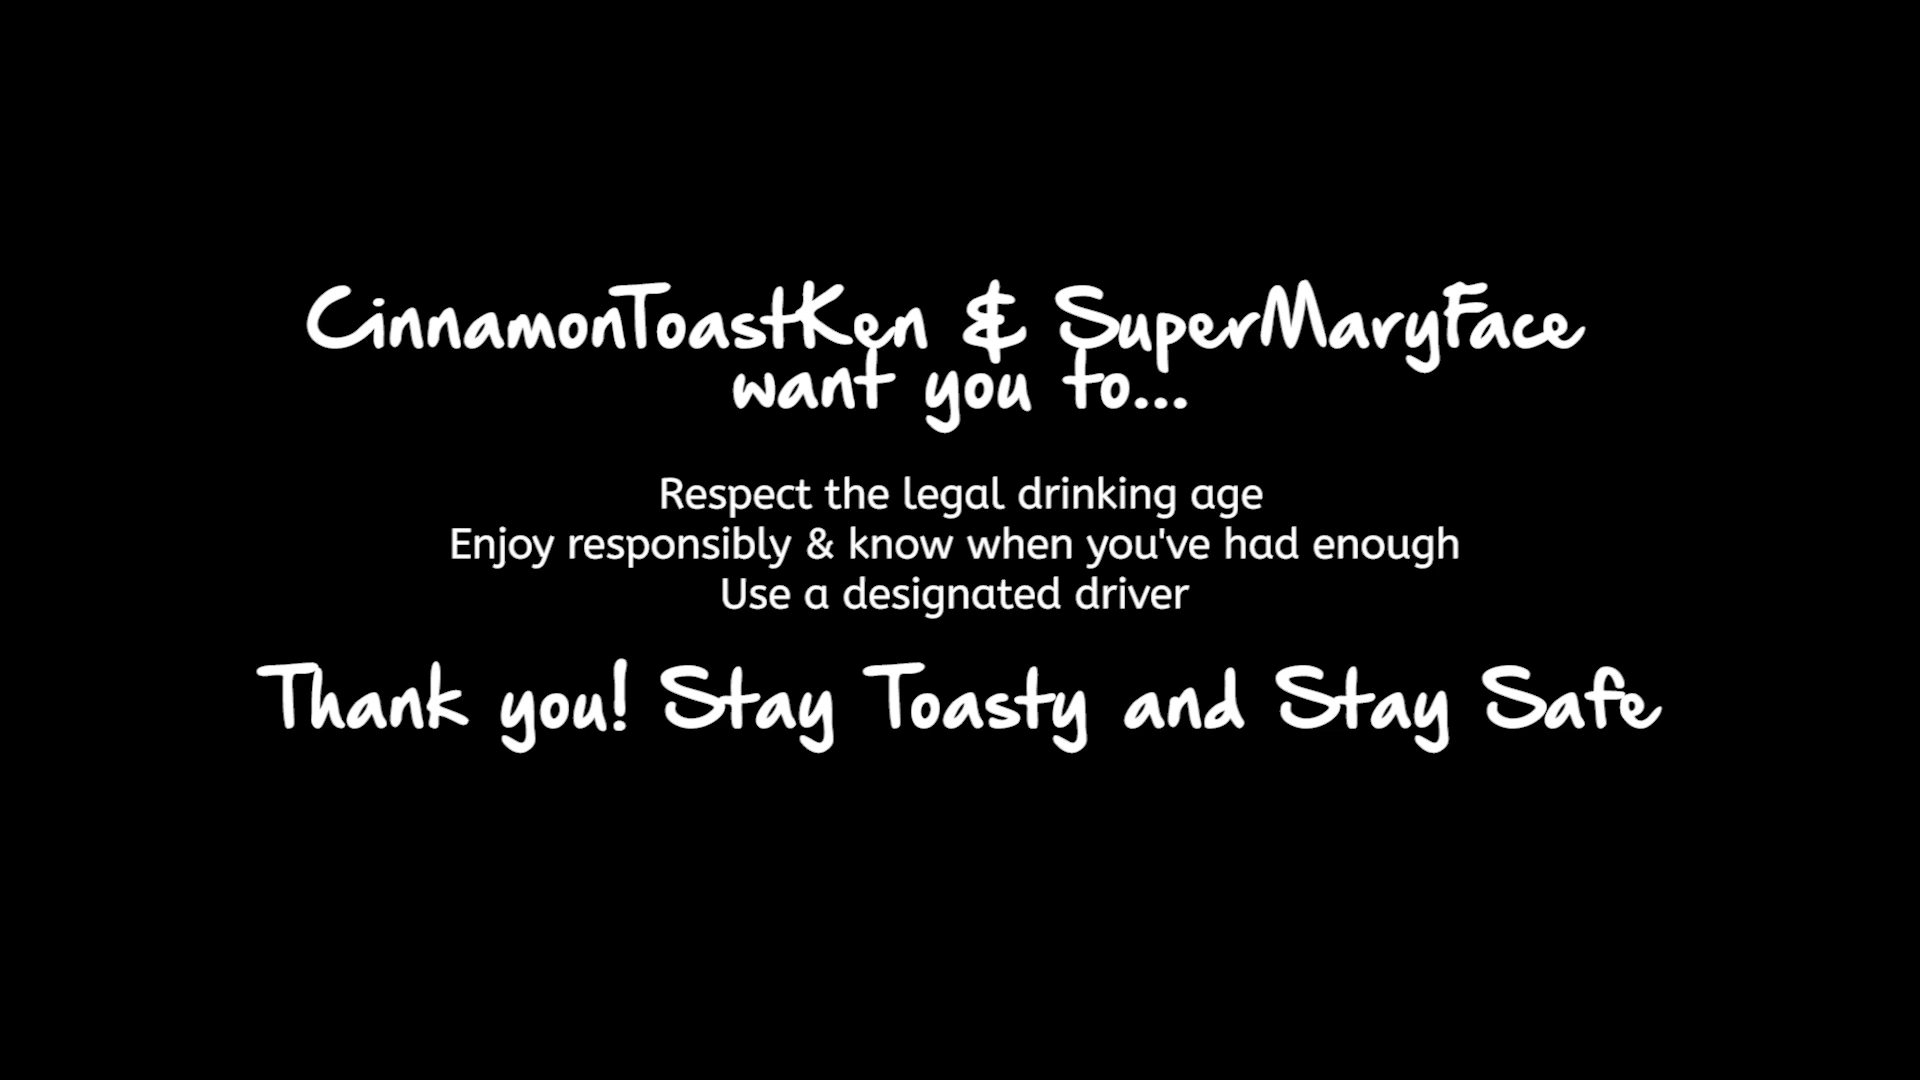 CinnamonToastKen & SuperMaryFace
want you to...
Respect the legal drinking age
Enjoy responsibly & know when you've had enough
Use a designated driver
Thank you! Stay Toasty and Stay Safe